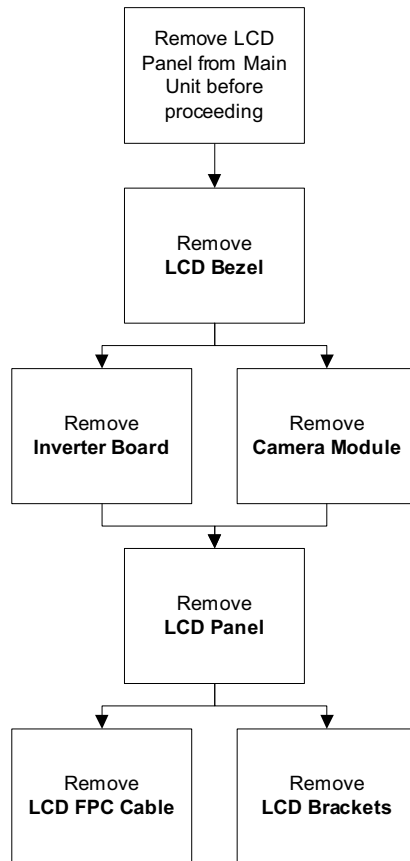 Remove LCD
Panel from Main
Unit before
proceeding
Remove
LCD Bezel
Remove
Inverter Board
Remove
Camera Module
Remove
LCD Panel
Remove
LCD FPC Cable
Remove
LCD Brackets